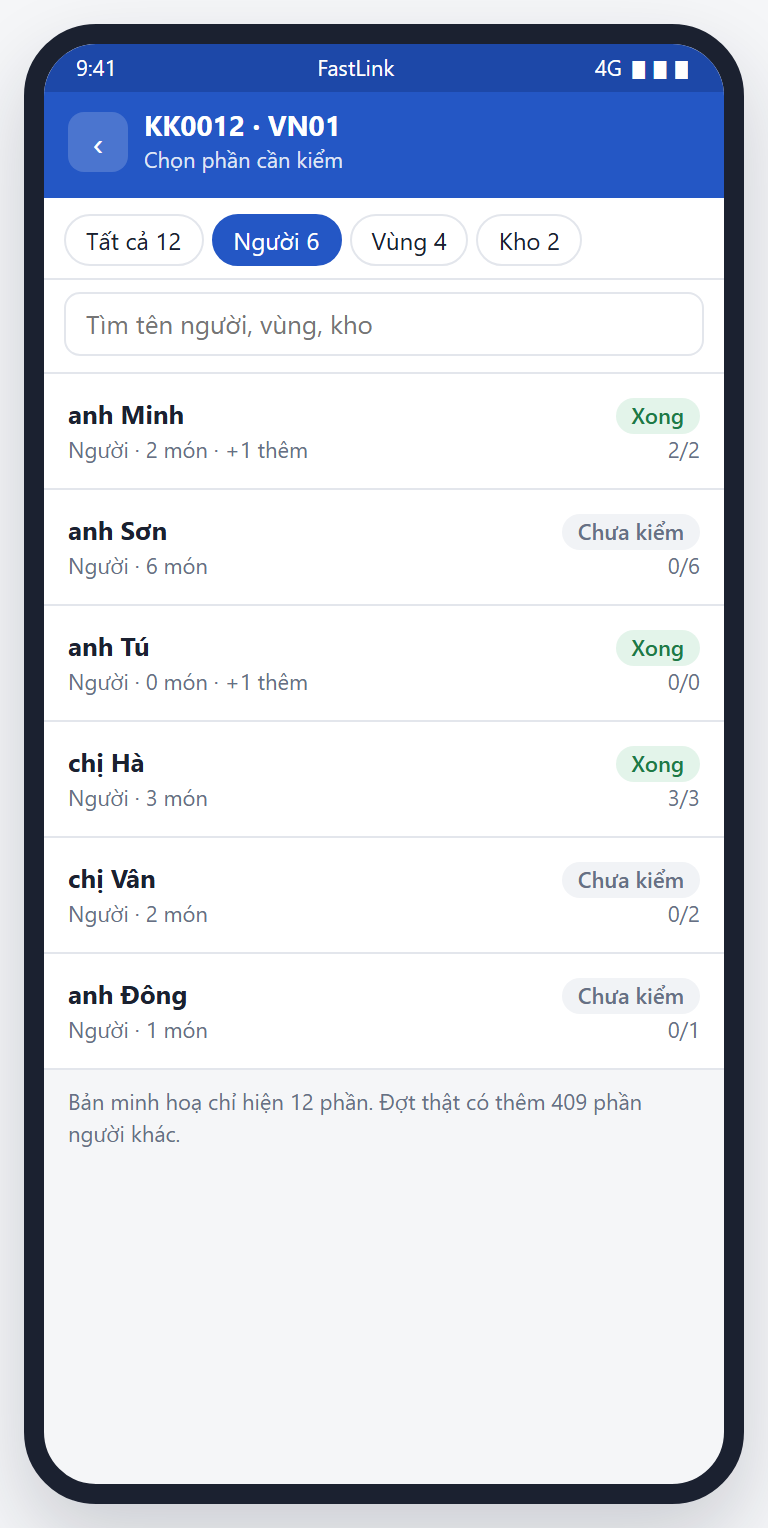 9:41 FastLink 4G
‹ KK0012 · VN01
Chọn phần cần kiểm
Tất cả 12 Người 6 Vùng 4 Kho 2
Tìm tên người, vùng, kho
anh Minh Xong
Người · 2 món · +1 thêm 2/2
anh Sơn Chưa kiểm
Người · 6 món 0/6
anh Tú Xong
Người · 0 món · +1 thêm 0/0
chị Hà Xong
Người · 3 món 3/3
chị Vân Chưa kiểm
Người · 2 món 0/2
anh Đông Chưa kiểm
Người · 1 món 0/1
Bản minh hoạ chỉ hiện 12 phần. Đợt thật có thêm 409 phần
người khác.